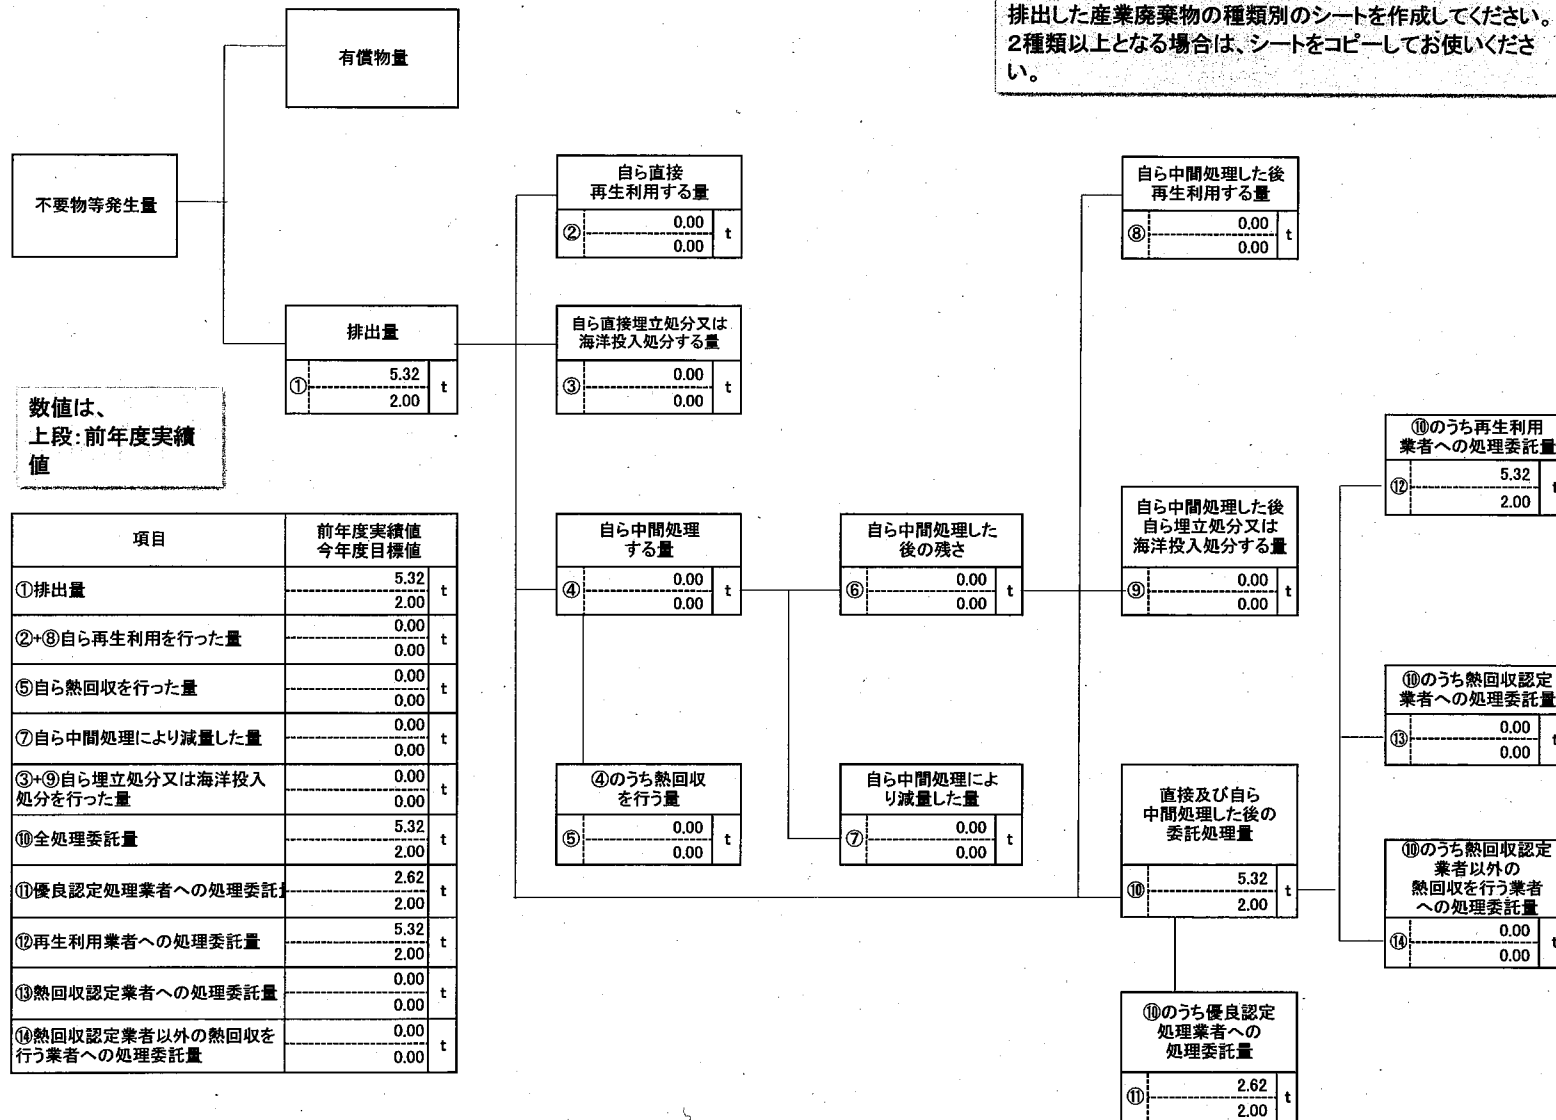 排出した産業廃棄物の種類別のシートを作成してください。
2種類以上となる場合は、シートをコピーしてお使いくださ
い。
有償物量
不要物等発生量
自ら直接
再生利用する量
② 0.00 t
0.00
自ら中間処理した後
再生利用する量
⑧ 0.00 t
0.00
排出量
① 5.32 t
2.00
自ら直接埋立処分又は
海洋投入処分する量
③ 0.00 t
0.00
数値は、
上段:前年度実績
値
⑩のうち再生利用
業者への処理委託量
⑫ 5.32 t
2.00
自ら中間処理
する量
④ 0.00 t
0.00
自ら中間処理した
後の残さ
⑥ 0.00 t
0.00
自ら中間処理した後
自ら埋立処分又は
海洋投入処分する量
⑨ 0.00 t
0.00
⑩のうち熱回収認定
業者への処理委託量
⑬ 0.00 t
0.00
④のうち熱回収
を行う量
⑤ 0.00 t
0.00
自ら中間処理によ
り減量した量
⑦ 0.00 t
0.00
直接及び自ら
中間処理した後の
委託処理量
⑩ 5.32 t
2.00
⑩のうち熱回収認定
業者以外の
熱回収を行う業者
への処理委託量
⑭ 0.00 t
0.00
⑩のうち優良認定
処理業者への
処理委託量
⑪ 2.62 t
2.00
項目 前年度実績値
今年度目標値
①排出量 5.32 t
2.00
②+⑧自ら再生利用を行った量 0.00 t
0.00
⑤自ら熱回収を行った量 0.00 t
0.00
⑦自ら中間処理により減量した量 0.00 t
0.00
③+⑨自ら埋立処分又は海洋投入
処分を行った量 0.00 t
0.00
⑩全処理委託量 5.32 t
2.00
⑪優良認定処理業者への処理委託 2.62 t
2.00
⑫再生利用業者への処理委託量 5.32 t
2.00
⑬熱回収認定業者への処理委託量 0.00 t
0.00
⑭熱回収認定業者以外の熱回収を
行う業者への処理委託量 0.00 t
0.00